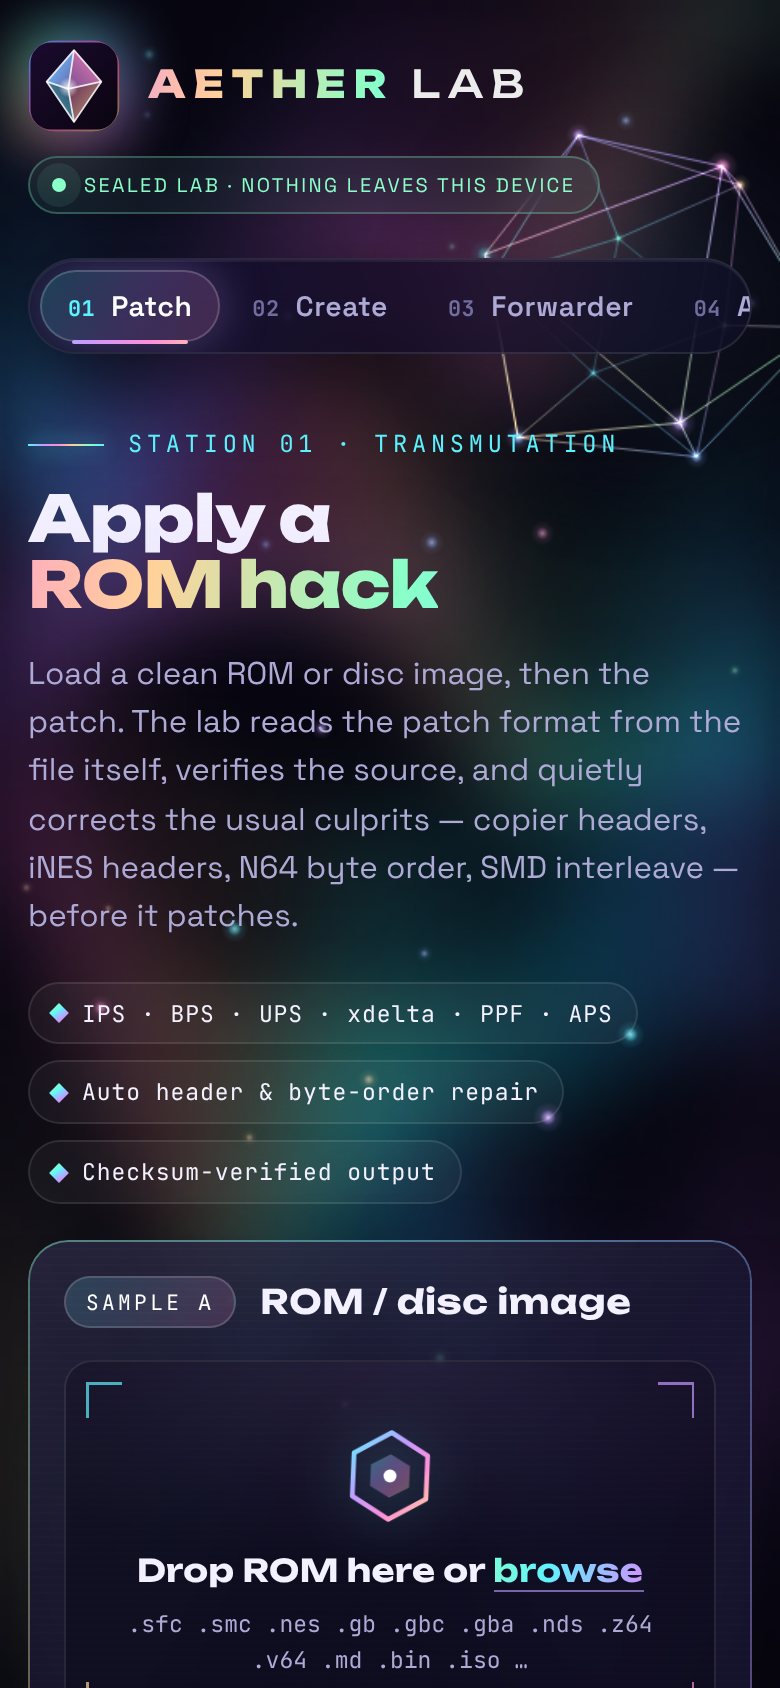 AETHER LAB
SEALED LAB · NOTHING LEAVES THIS DEVICE
01 Patch 02 Create 03 Forwarder 04 A
STATION 01 · TRANSMUTATION
Apply a
ROM hack
Load a clean ROM or disc image, then the
patch. The lab reads the patch format from the
file itself, verifies the source, and quietly
corrects the usual culprits — copier headers,
iNES headers, N64 byte order, SMD interleave —
before it patches.
IPS · BPS · UPS · xdelta · PPF · APS
Auto header & byte-order repair
Checksum-verified output
SAMPLE A ROM / disc image
Drop ROM here or browse
.sfc .smc .nes .gb .gbc .gba .nds .z64
.v64 .md .bin .iso …